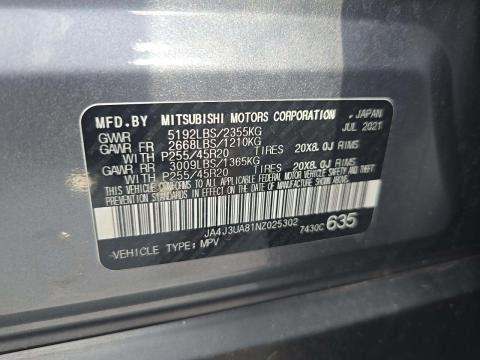 MFD.BY MITSUBISHI MOTORS CORPORATION . JAPAN
GVWR 5192LBS/2355KG JUL 2021
GAWR FR 2668LBS/1210KG
WITH P255/45R20 TIRES 20X8.0J RIMS
GAWR RR 3009LBS/1365KG
WITH P255/45R20 TIRES 20X8.0J RIMS
THIS VEHICLE CONFORMS TO ALL APPLICABLE
FEDERAL MOTOR VEHICLE SAFETY, BUMPER, AND THEFT
PREVENTION STANDARDS IN EFFECT ON THE DATE OF
MANUFACTURE SHOWN ABOVE.
JA4J3UA81NZ025302 7430C 635
VEHICLE TYPE: MPV